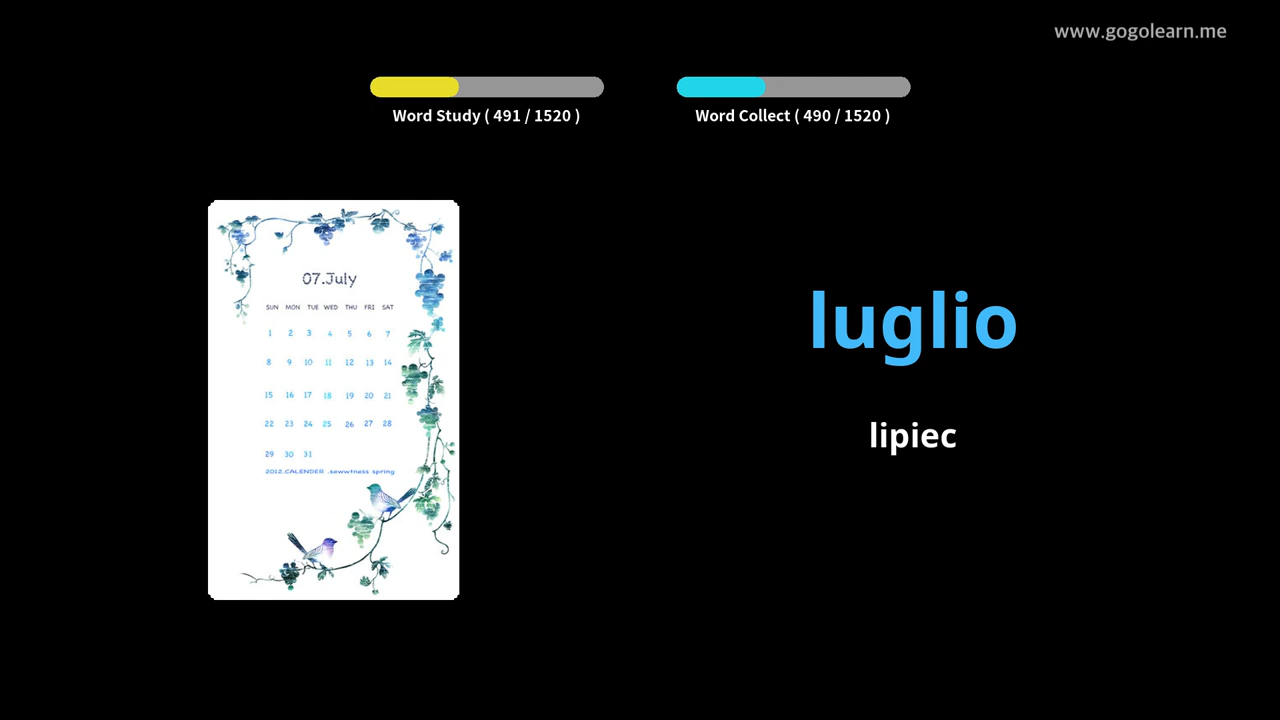 www.gogolearn.me
Word Study ( 491 / 1520 )
Word Collect ( 490 / 1520 )
07.July
SUN MON TUE WED THU FRI SAT
1 2 3 4 5 6 7
8 9 10 11 12 13 14
15 16 17 18 19 20 21
22 23 24 25 26 27 28
29 30 31
2012.CALENDER .sewwtness spring
luglio
lipiec